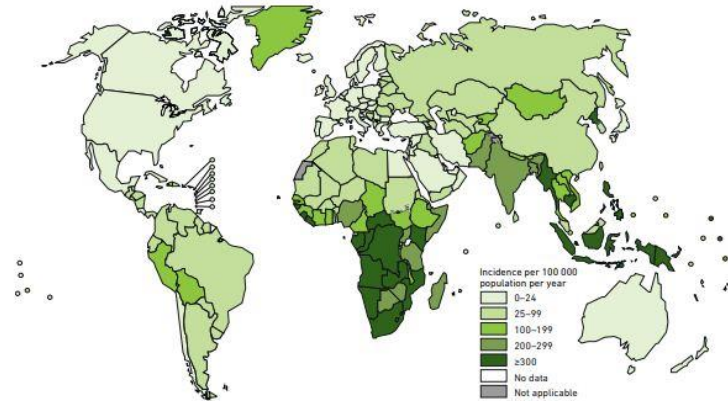 Incidence per 100 000
population per year
0–24
25–99
100–199
200–299
≥300
No data
Not applicable